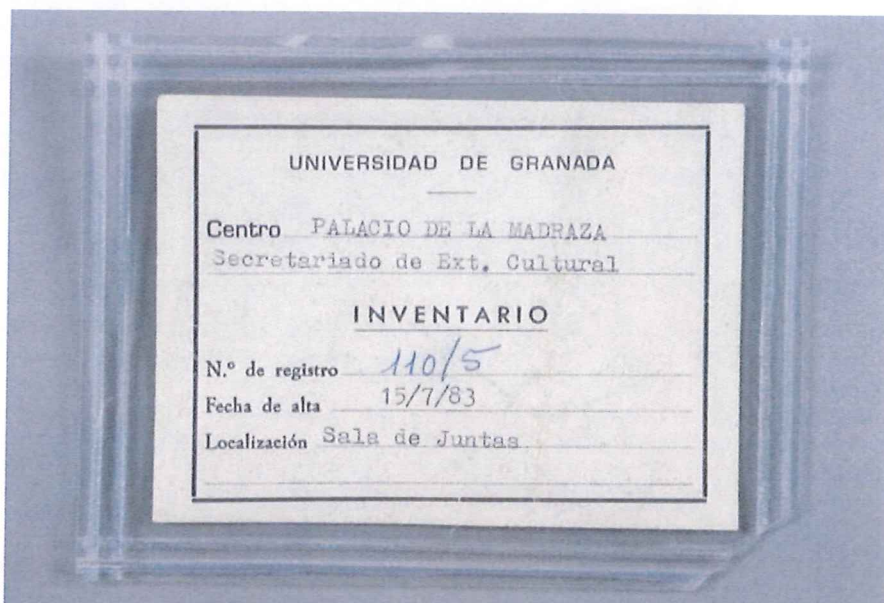 UNIVERSIDAD DE GRANADA
Centro PALACIO DE LA MADRAZA
Secretariado de Ext. Cultural
INVENTARIO
N.º de registro 110/5
Fecha de alta 15/7/83
Localización Sala de Juntas